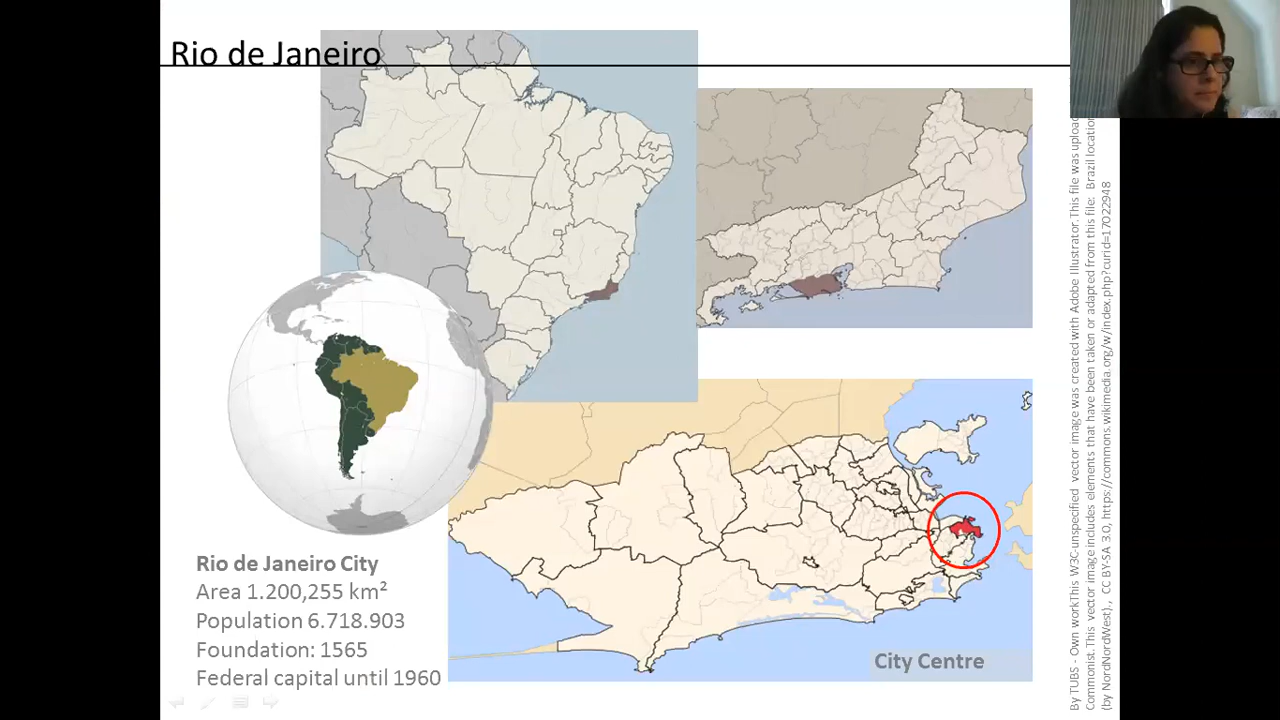 Rio de Janeiro
Rio de Janeiro City
Area 1.200,255 km²
Population 6.718.903
Foundation: 1565
Federal capital until 1960
City Centre
By TUBS - Own workThis W3C-unspecified vector image was created with Adobe Illustrator.This file was uploa
Commonist.This vector image includes elements that have been taken or adapted from this file: Brazil location
(by NordNordWest)., CC BY-SA 3.0, https://commons.wikimedia.org/w/index.php?curid=17022948